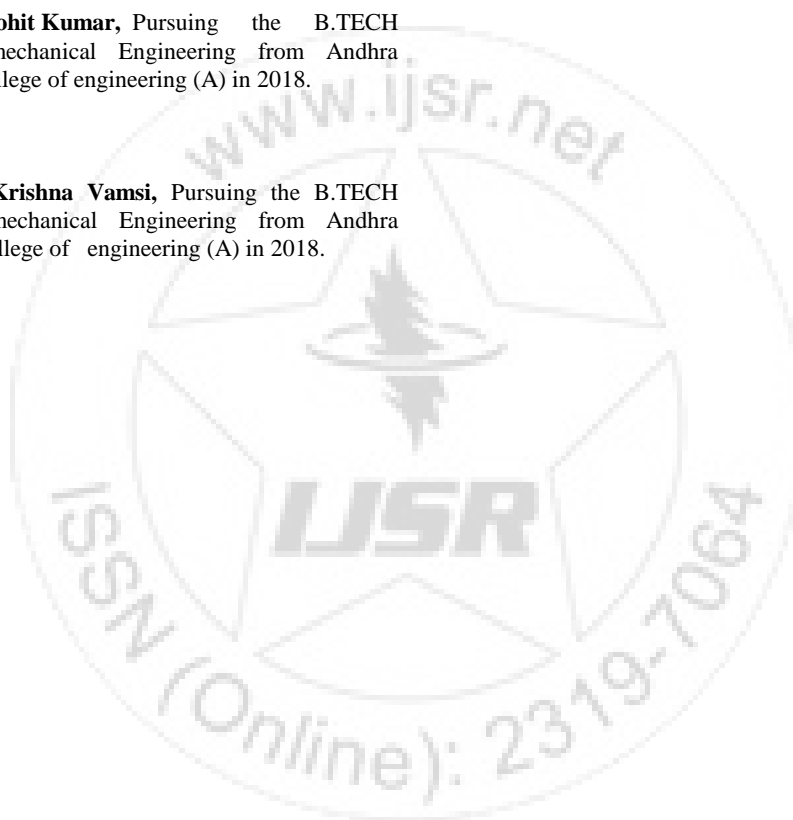 ohit Kumar, Pursuing the B.TECH
mechanical Engineering from Andhra
llege of engineering (A) in 2018.
Krishna Vamsi, Pursuing the B.TECH
mechanical Engineering from Andhra
llege of engineering (A) in 2018.
www.ijsr.net
IJSR
ISSN (Online): 2319-7064